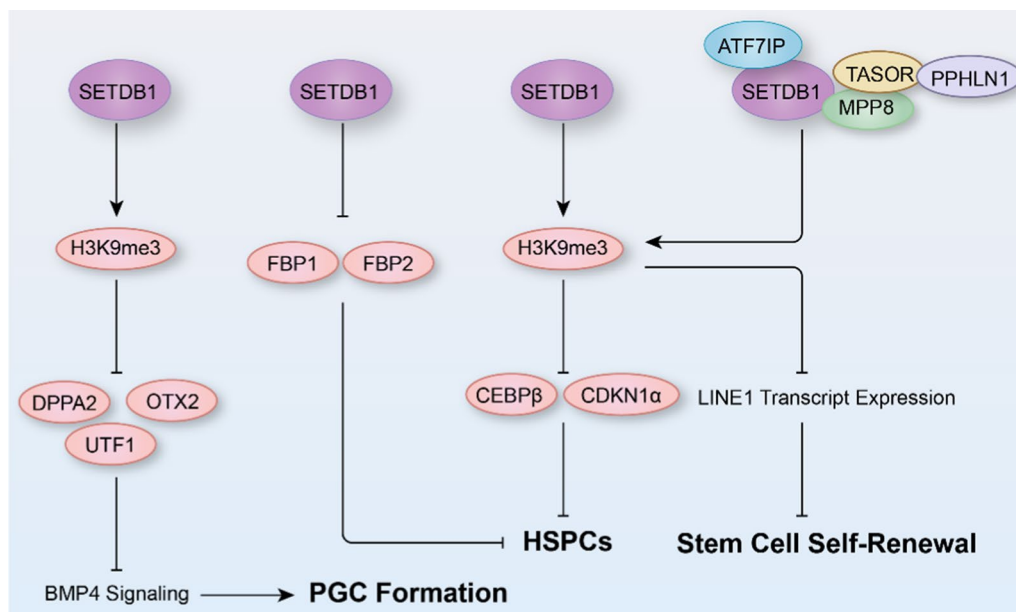 ATF7IP
SETDB1
SETDB1
SETDB1
SETDB1
TASOR
PPHLN1
MPP8
H3K9me3
FBP1
FBP2
H3K9me3
DPPA2
OTX2
UTF1
CEBPβ
CDKN1α
LINE1 Transcript Expression
HSPCs
Stem Cell Self-Renewal
BMP4 Signaling
PGC Formation